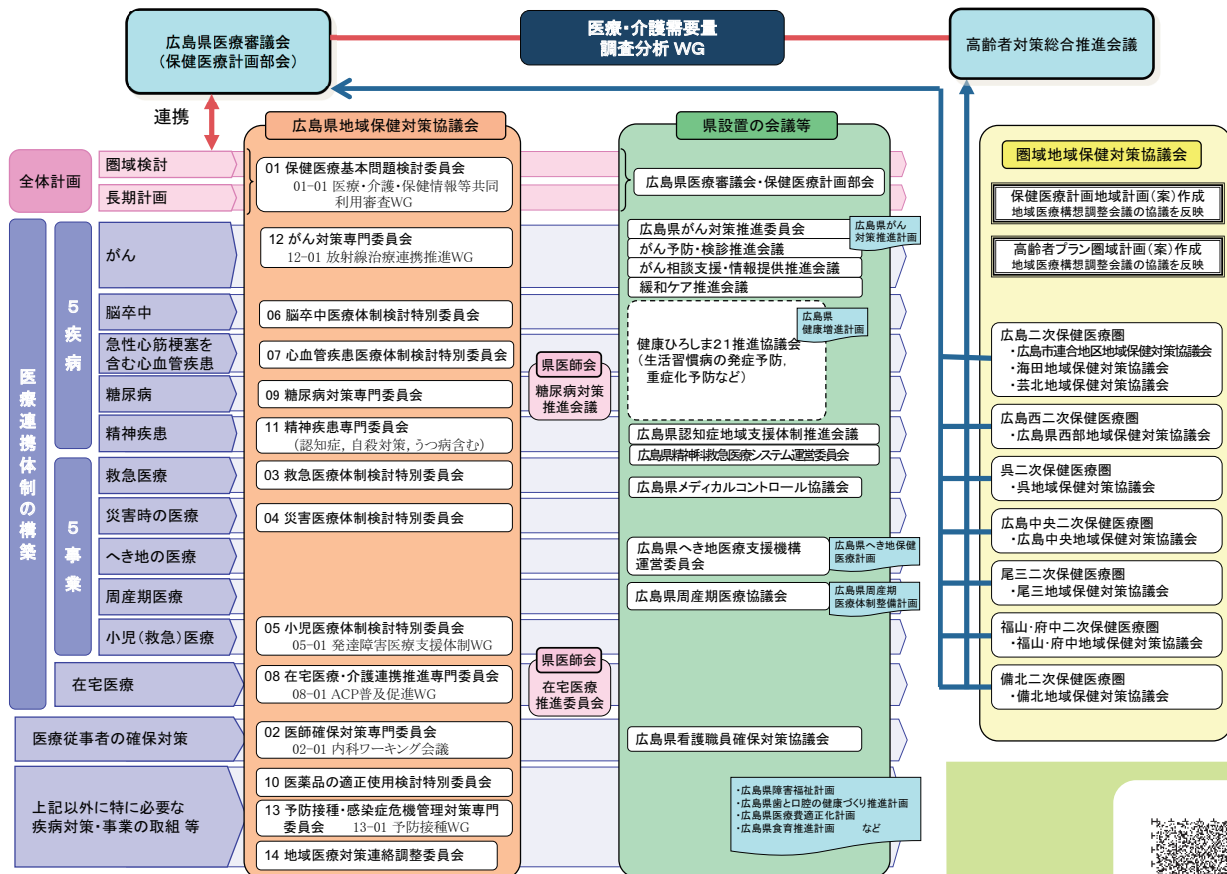 広島県医療審議会
（保健医療計画部会）
医療・介護需要量
調査分析 WG
高齢者対策総合推進会議
連携
広島県地域保健対策協議会
県設置の会議等
圏域地域保健対策協議会
全体計画
圏域検討
長期計画
01 保健医療基本問題検討委員会
01-01 医療・介護・保健情報等共同
利用審査WG
広島県医療審議会・保健医療計画部会
保健医療計画地域計画（案）作成
地域医療構想調整会議の協議を反映
高齢者プラン圏域計画（案）作成
地域医療構想調整会議の協議を反映
医療連携体制の構築
5疾病
がん
12 がん対策専門委員会
12-01 放射線治療連携推進WG
広島県がん対策推進委員会
がん予防・検診推進会議
がん相談支援・情報提供推進会議
緩和ケア推進会議
広島県がん
対策推進計画
脳卒中
06 脳卒中医療体制検討特別委員会
急性心筋梗塞を
含む心血管疾患
07 心血管疾患医療体制検討特別委員会
糖尿病
09 糖尿病対策専門委員会
県医師会
糖尿病対策
推進会議
健康ひろしま２１推進協議会
（生活習慣病の発症予防，
重症化予防など）
広島県
健康増進計画
精神疾患
11 精神疾患専門委員会
（認知症，自殺対策，うつ病含む）
広島県認知症地域支援体制推進会議
広島県精神科救急医療システム運営委員会
5事業
救急医療
03 救急医療体制検討特別委員会
広島県メディカルコントロール協議会
災害時の医療
04 災害医療体制検討特別委員会
へき地の医療
広島県へき地医療支援機構
運営委員会
広島県へき地保健
医療計画
周産期医療
広島県周産期医療協議会
広島県周産期
医療体制整備計画
小児（救急）医療
05 小児医療体制検討特別委員会
05-01 発達障害医療支援体制WG
在宅医療
08 在宅医療・介護連携推進専門委員会
08-01 ACP普及促進WG
県医師会
在宅医療
推進委員会
医療従事者の確保対策
02 医師確保対策専門委員会
02-01 内科ワーキング会議
広島県看護職員確保対策協議会
上記以外に特に必要な
疾病対策・事業の取組 等
10 医薬品の適正使用検討特別委員会
13 予防接種・感染症危機管理対策専門
委員会 13-01 予防接種WG
14 地域医療対策連絡調整委員会
・広島県障害福祉計画
・広島県歯と口腔の健康づくり推進計画
・広島県医療費適正化計画
・広島県食育推進計画 など
広島二次保健医療圏
・広島市連合地区地域保健対策協議会
・海田地域保健対策協議会
・芸北地域保健対策協議会
広島西二次保健医療圏
・広島県西部地域保健対策協議会
呉二次保健医療圏
・呉地域保健対策協議会
広島中央二次保健医療圏
・広島中央地域保健対策協議会
尾三二次保健医療圏
・尾三地域保健対策協議会
福山・府中二次保健医療圏
・福山・府中地域保健対策協議会
備北二次保健医療圏
・備北地域保健対策協議会